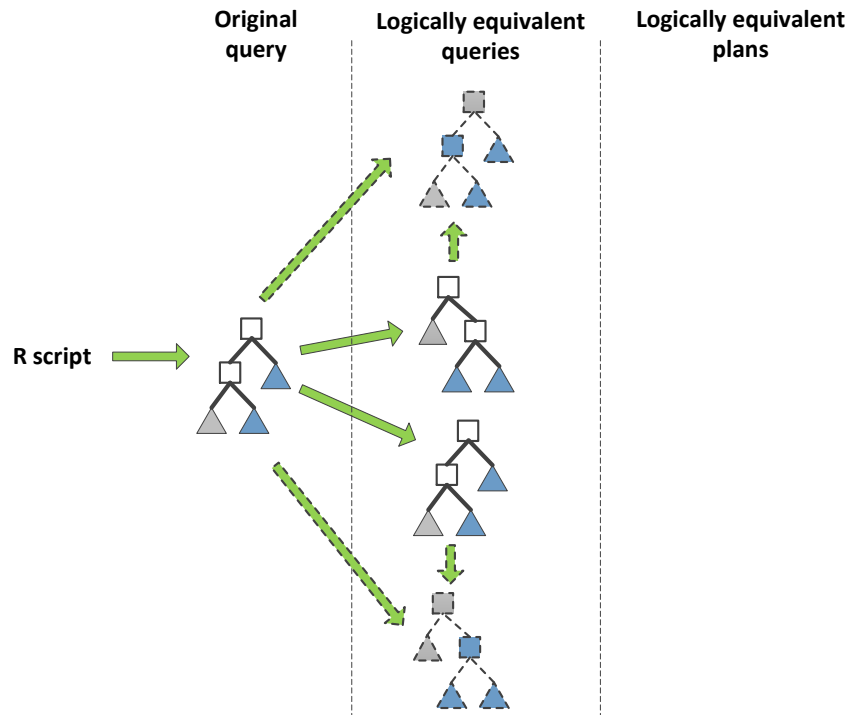 Original
query
Logically equivalent
queries
Logically equivalent
plans
R script